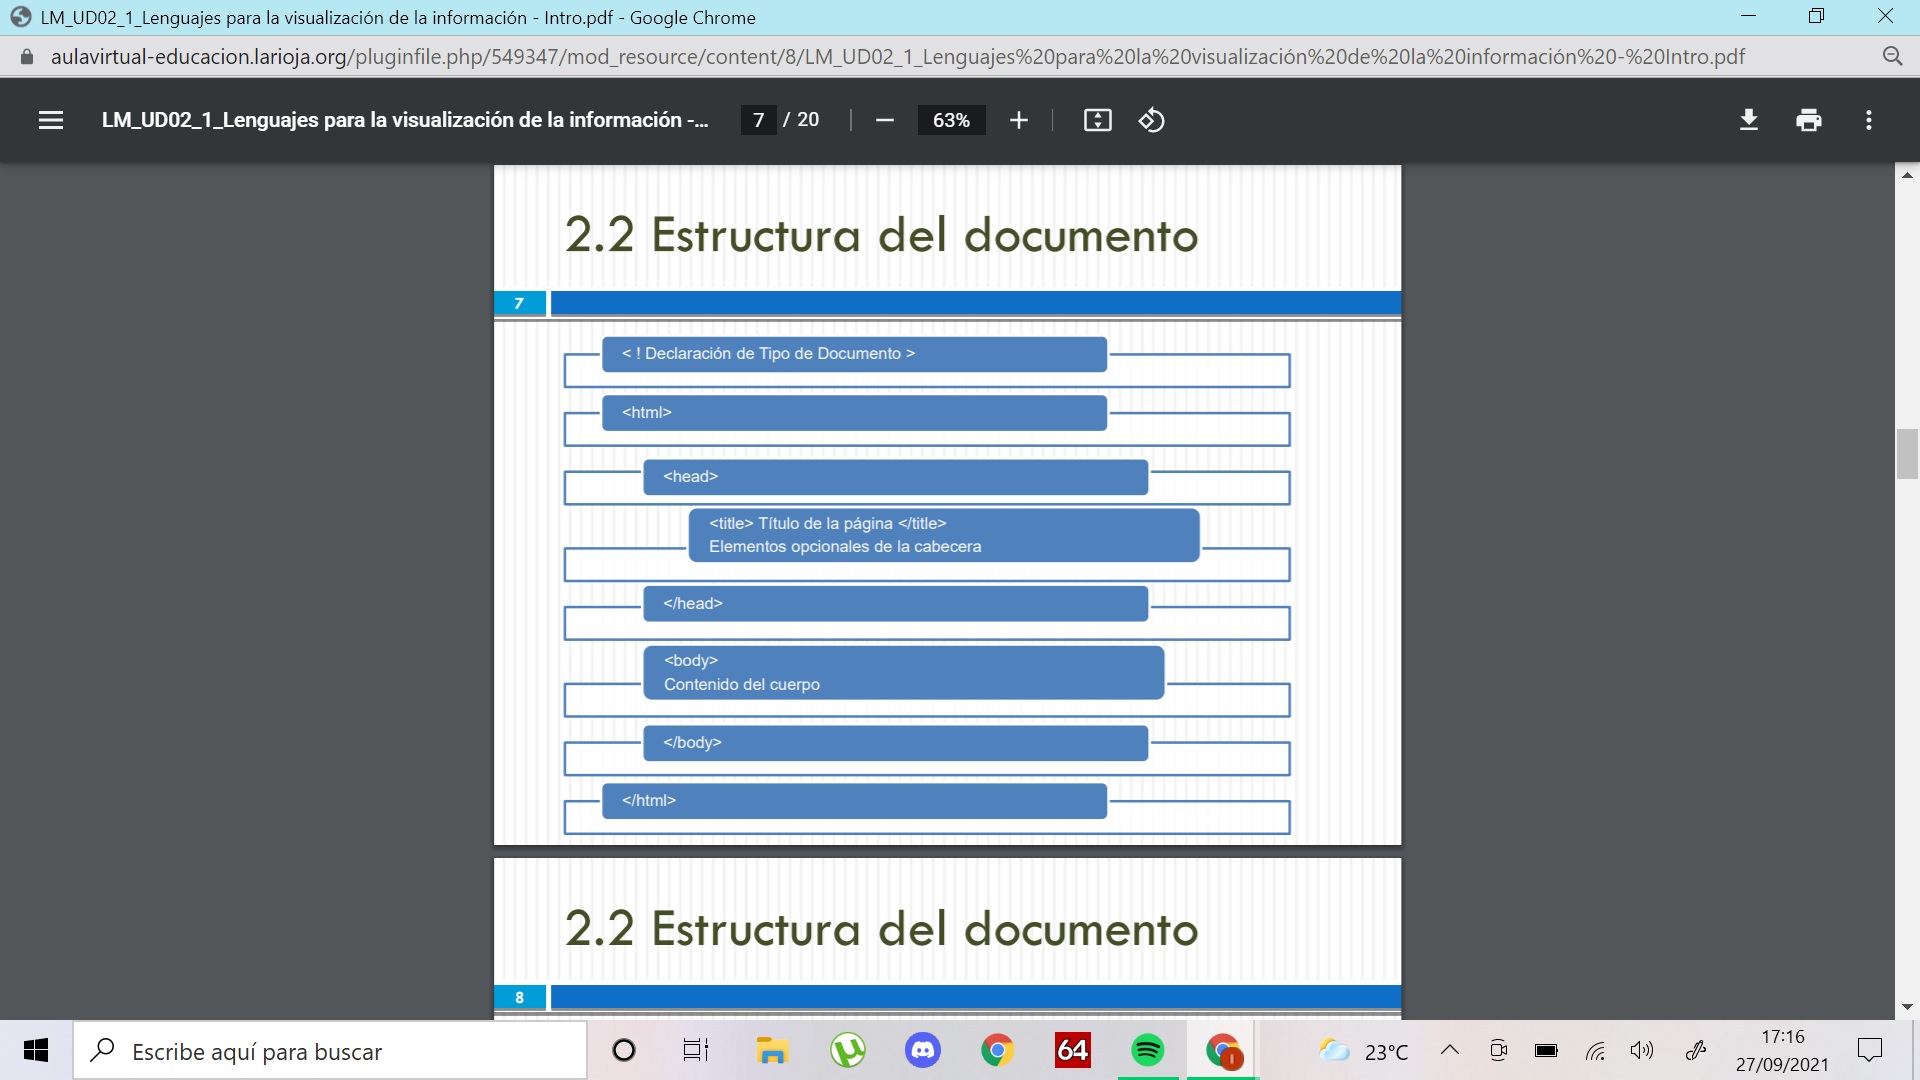 LM_UD02_1_Lenguajes para la visualización de la información - Intro.pdf - Google Chrome
aulavirtual-educacion.larioja.org/pluginfile.php/549347/mod_resource/content/8/LM_UD02_1_Lenguajes%20para%20la%20visualización%20de%20la%20información%20-%20Intro.pdf
LM_UD02_1_Lenguajes para la visualización de la información -... 7 / 20 63%
2.2 Estructura del documento
7
< ! Declaración de Tipo de Documento >
<html>
<head>
<title> Título de la página </title>
Elementos opcionales de la cabecera
</head>
<body>
Contenido del cuerpo
</body>
</html>
2.2 Estructura del documento
8
Escribe aquí para buscar
64
23°C
17:16
27/09/2021